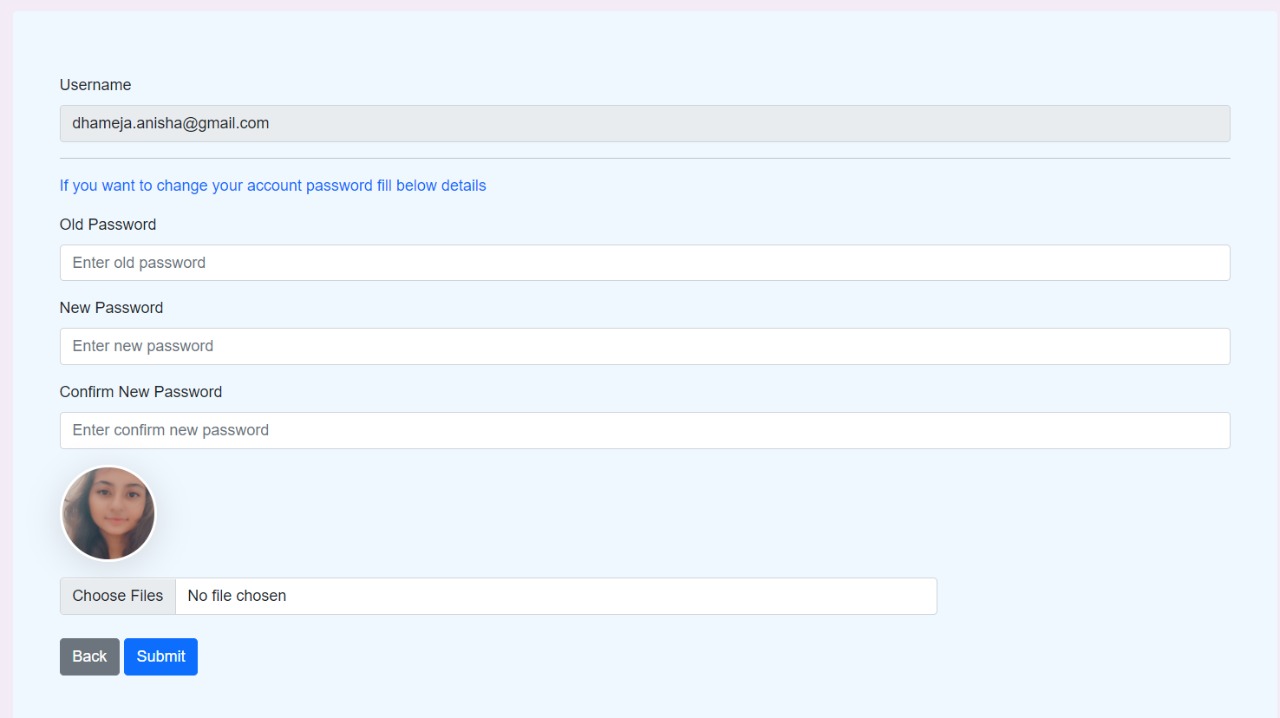 Username
dhameja.anisha@gmail.com
If you want to change your account password fill below details
Old Password
Enter old password
New Password
Enter new password
Confirm New Password
Enter confirm new password
Choose Files No file chosen
Back Submit